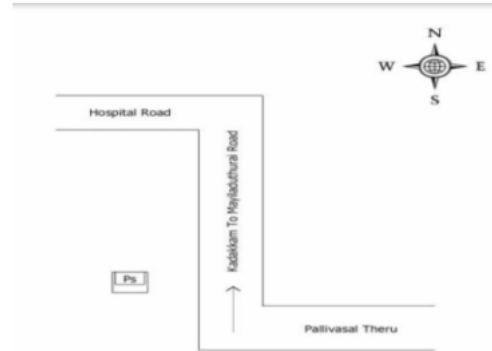 N
W E
S
Hospital Road
Kadakkam To Mayiladuthurai Road
Ps
Pallivasal Theru